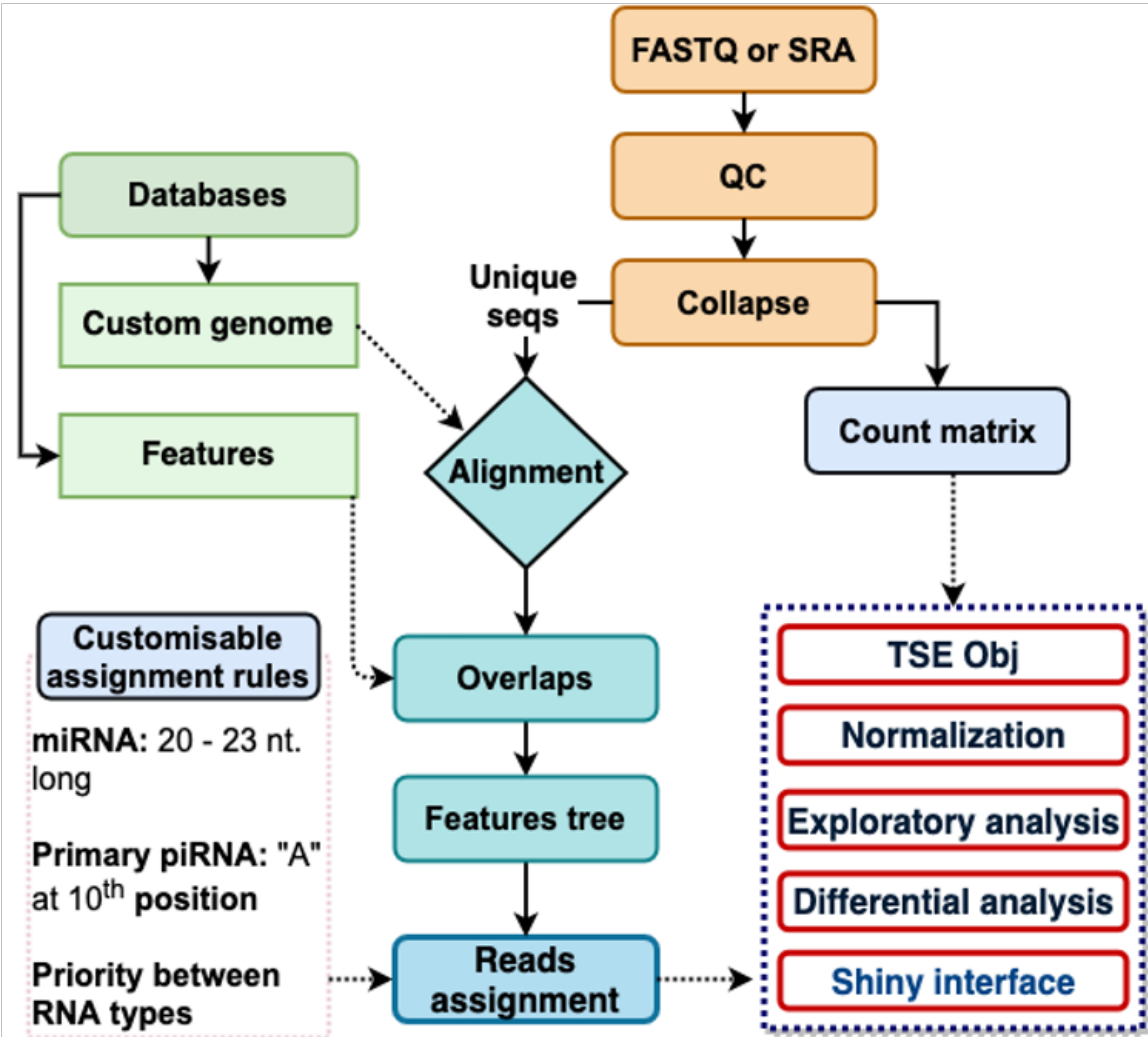 FASTQ or SRA
QC
Databases
Unique
seqs
Collapse
Custom genome
Count matrix
Features
Alignment
Customisable
assignment rules
TSE Obj
Overlaps
miRNA: 20 - 23 nt.
long
Normalization
Features tree
Exploratory analysis
Primary piRNA: "A"
at 10th position
Differential analysis
Priority between
RNA types
Reads
assignment
Shiny interface